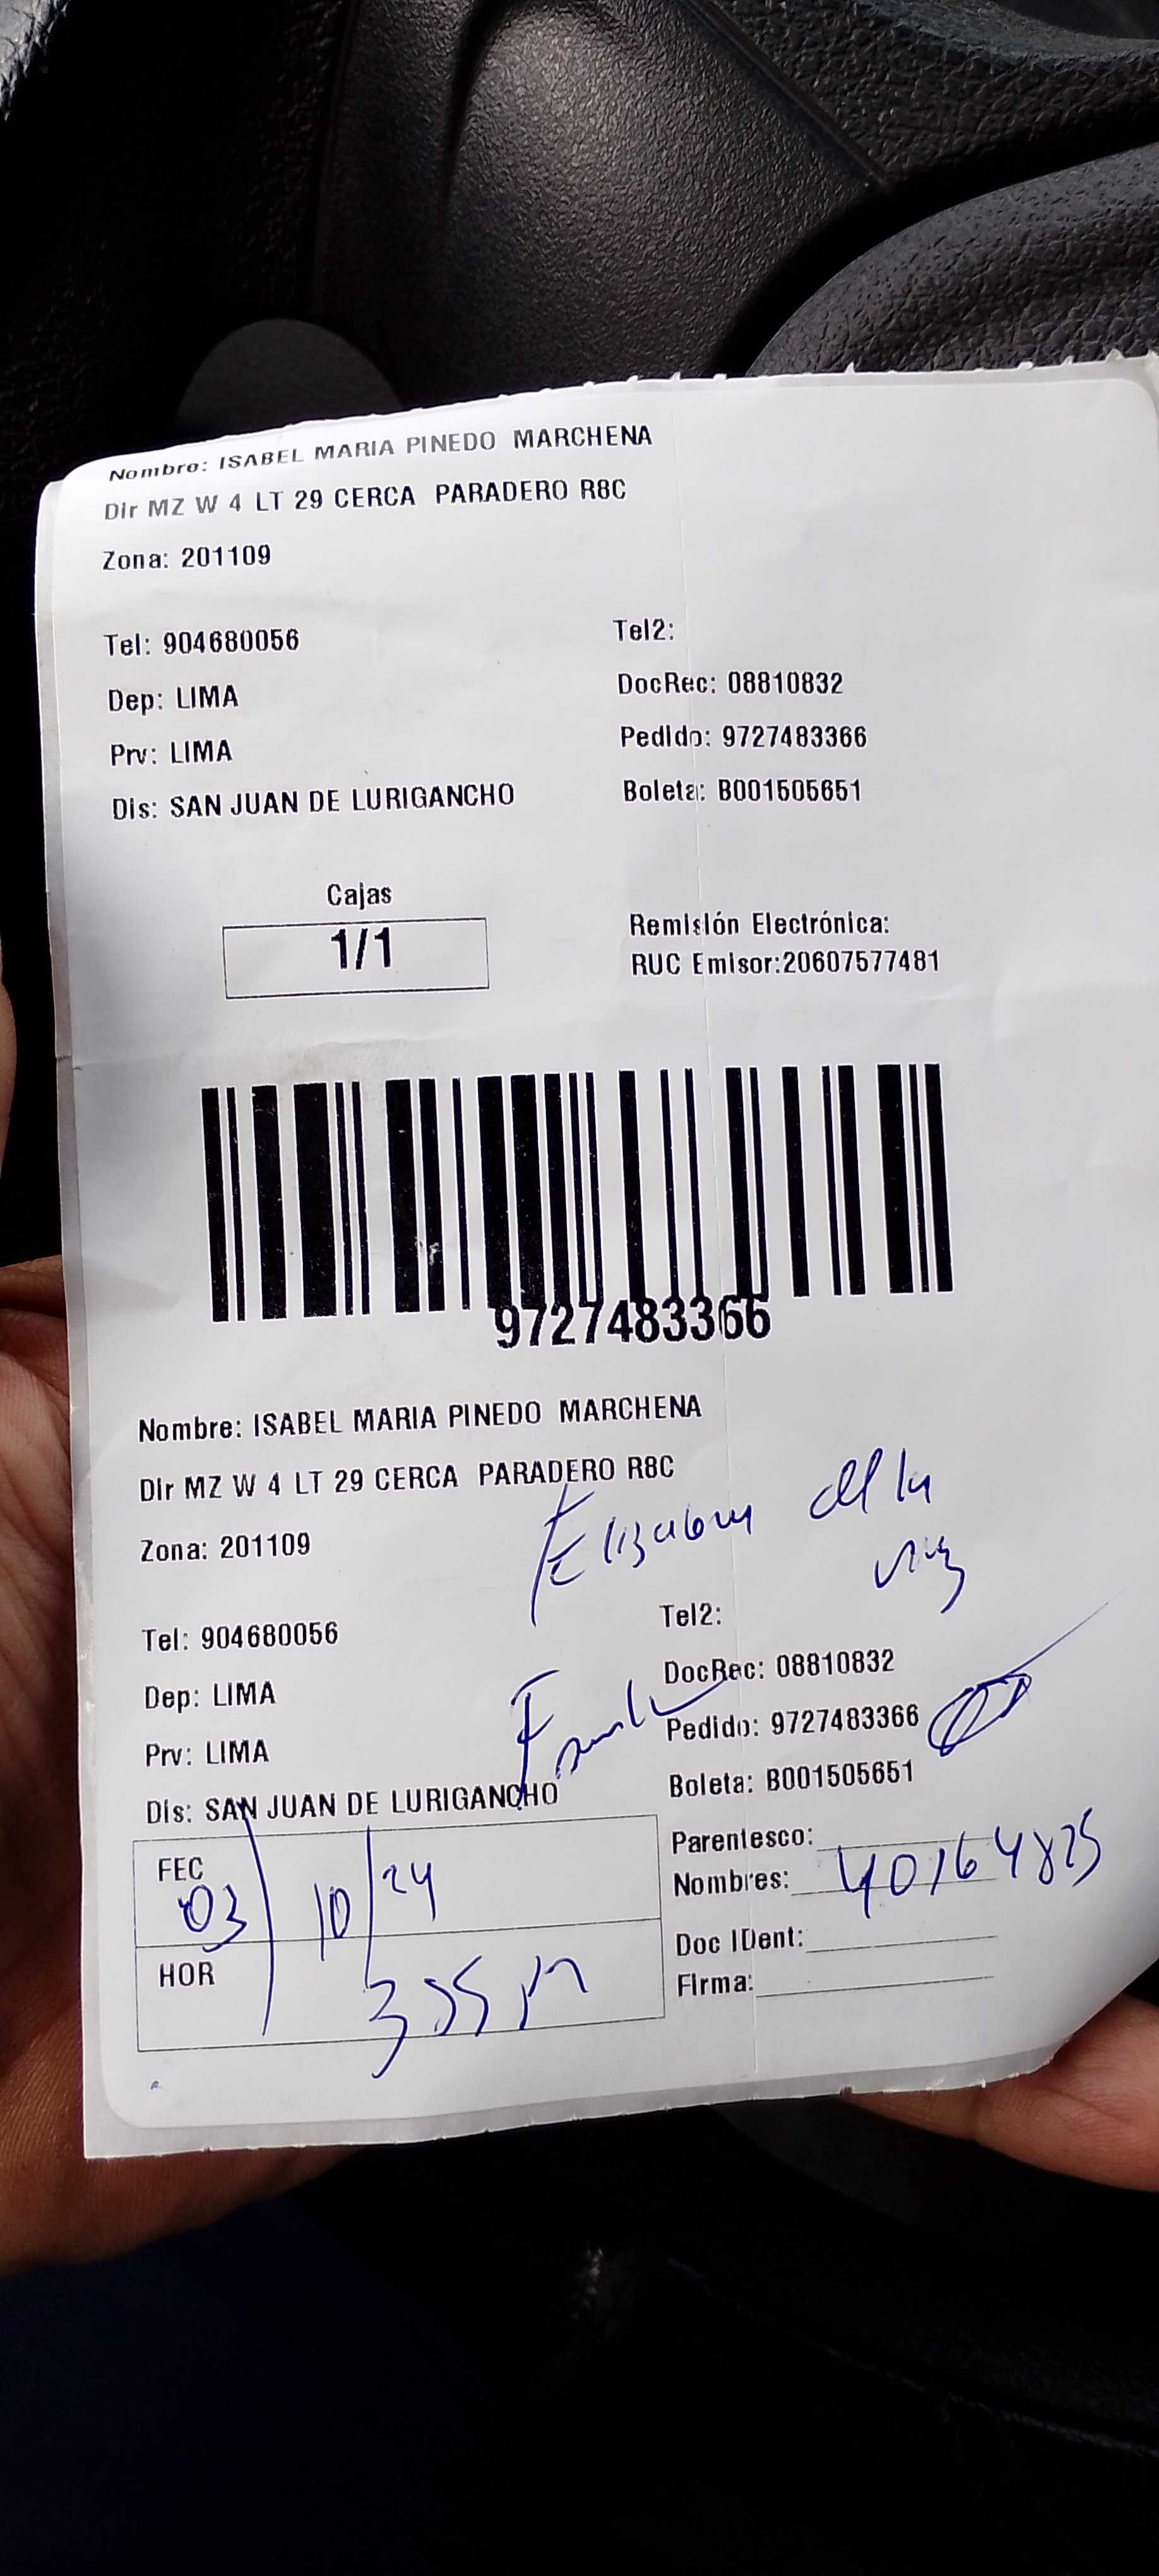 Nombre: ISABEL MARIA PINEDO MARCHENA
Dir MZ W 4 LT 29 CERCA PARADERO R8C
Zona: 201109
Tel: 904680056 Tel2:
Dep: LIMA DocRec: 08810832
Prv: LIMA Pedido: 9727483366
Dis: SAN JUAN DE LURIGANCHO Boleta: B001505651
Cajas
1/1
Remisión Electrónica:
RUC Emisor:20607577481
9727483366
Nombre: ISABEL MARIA PINEDO MARCHENA
Dir MZ W 4 LT 29 CERCA PARADERO R8C
Zona: 201109
Tel: 904680056 Tel2:
Dep: LIMA DocRec: 08810832
Prv: LIMA Pedido: 9727483366
Dis: SAN JUAN DE LURIGANCHO Boleta: B001505651
FEC 03/10/24
HOR 355 pm
Parentesco:
Nombres: 40164825
Doc IDent:
Firma: